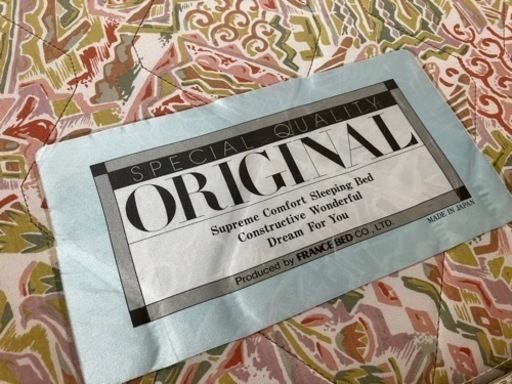 SPECIAL QUALITY
ORIGINAL
Supreme Comfort Sleeping Bed
Constructive Wonderful
Dream For You
Produced by FRANCE BED CO., LTD.
MADE IN JAPAN